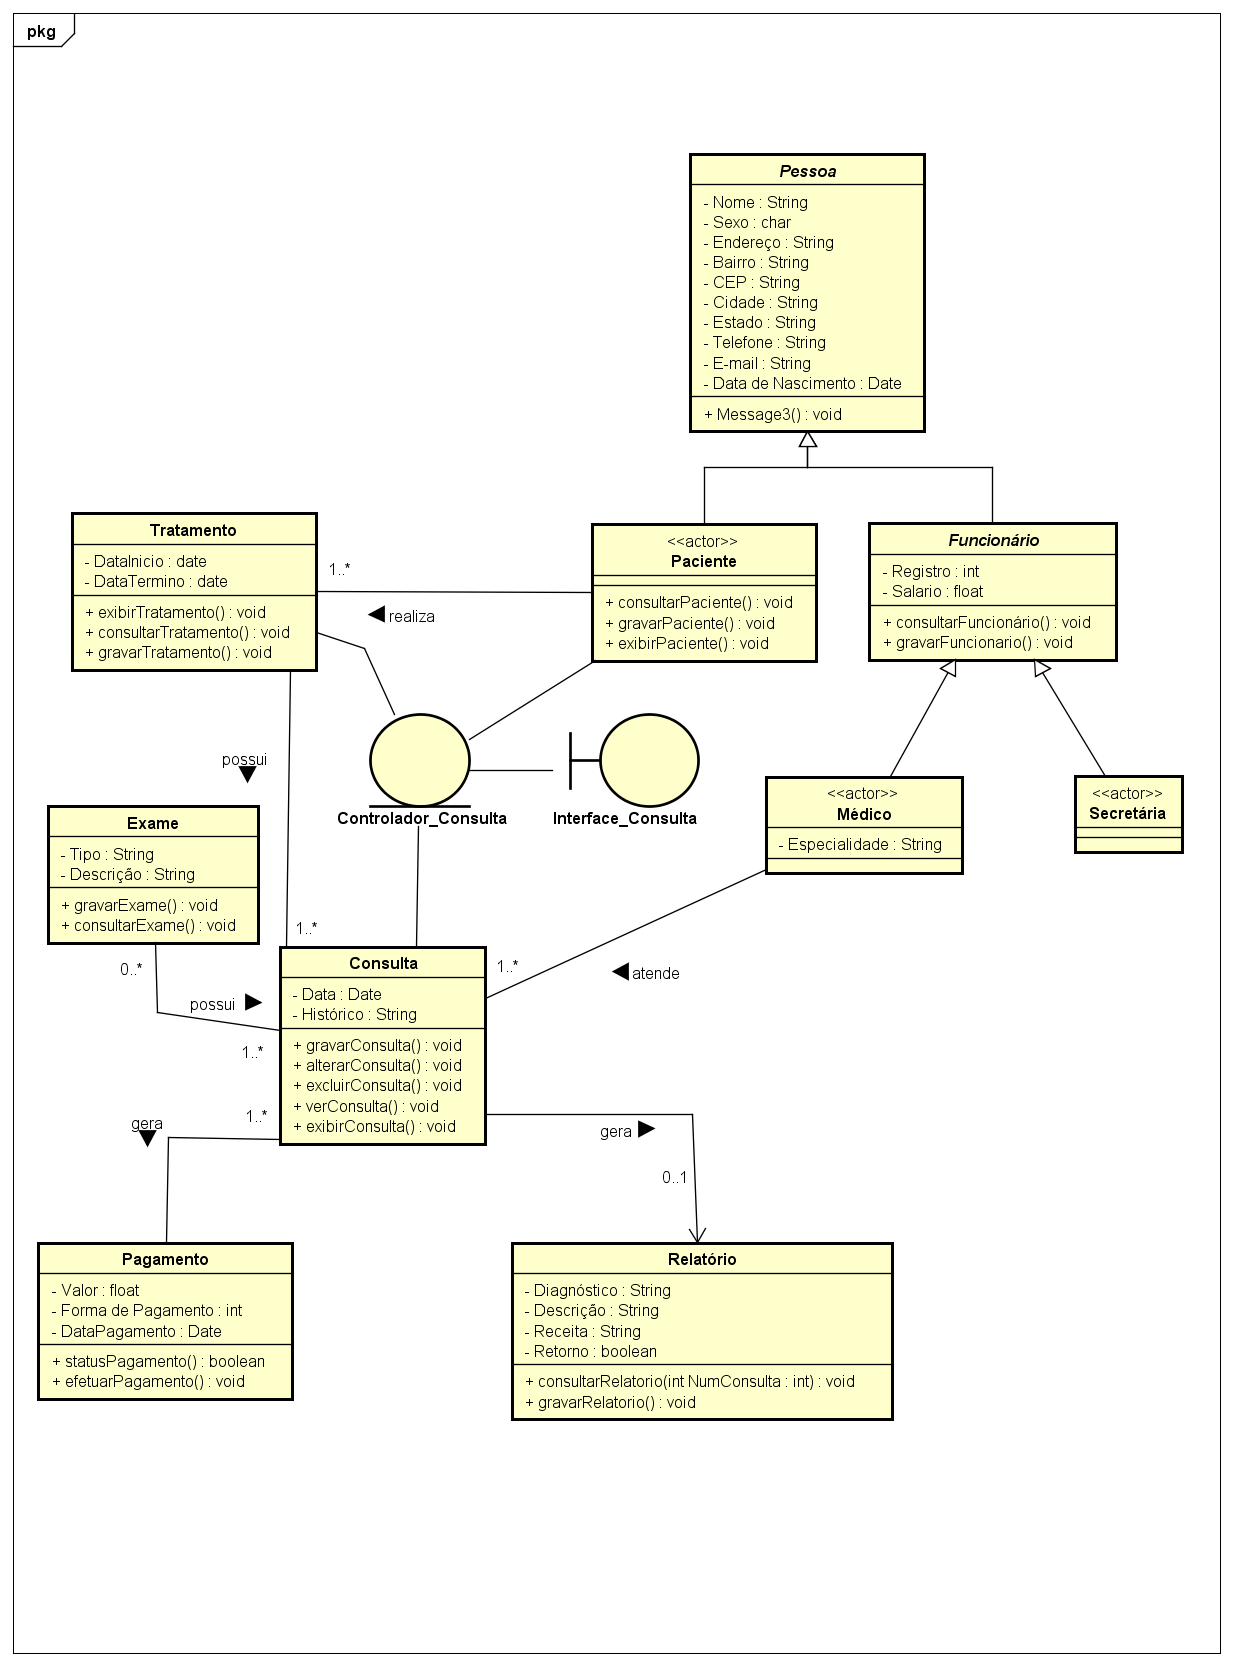 pkg
Pessoa
- Nome : String
- Sexo : char
- Endereço : String
- Bairro : String
- CEP : String
- Cidade : String
- Estado : String
- Telefone : String
- E-mail : String
- Data de Nascimento : Date
+ Message3() : void
Tratamento
- DataInicio : date
- DataTermino : date
+ exibirTratamento() : void
+ consultarTratamento() : void
+ gravarTratamento() : void
1..*
realiza
<<actor>>
Paciente
+ consultarPaciente() : void
+ gravarPaciente() : void
+ exibirPaciente() : void
Funcionário
- Registro : int
- Salario : float
+ consultarFuncionário() : void
+ gravarFuncionario() : void
possui
Controlador_Consulta
Interface_Consulta
<<actor>>
Médico
- Especialidade : String
<<actor>>
Secretária
Exame
- Tipo : String
- Descrição : String
+ gravarExame() : void
+ consultarExame() : void
1..*
0..*
possui
1..*
1..*
atende
Consulta
- Data : Date
- Histórico : String
+ gravarConsulta() : void
+ alterarConsulta() : void
+ excluirConsulta() : void
+ verConsulta() : void
+ exibirConsulta() : void
1..*
gera
gera
0..1
Pagamento
- Valor : float
- Forma de Pagamento : int
- DataPagamento : Date
+ statusPagamento() : boolean
+ efetuarPagamento() : void
Relatório
- Diagnóstico : String
- Descrição : String
- Receita : String
- Retorno : boolean
+ consultarRelatorio(int NumConsulta : int) : void
+ gravarRelatorio() : void